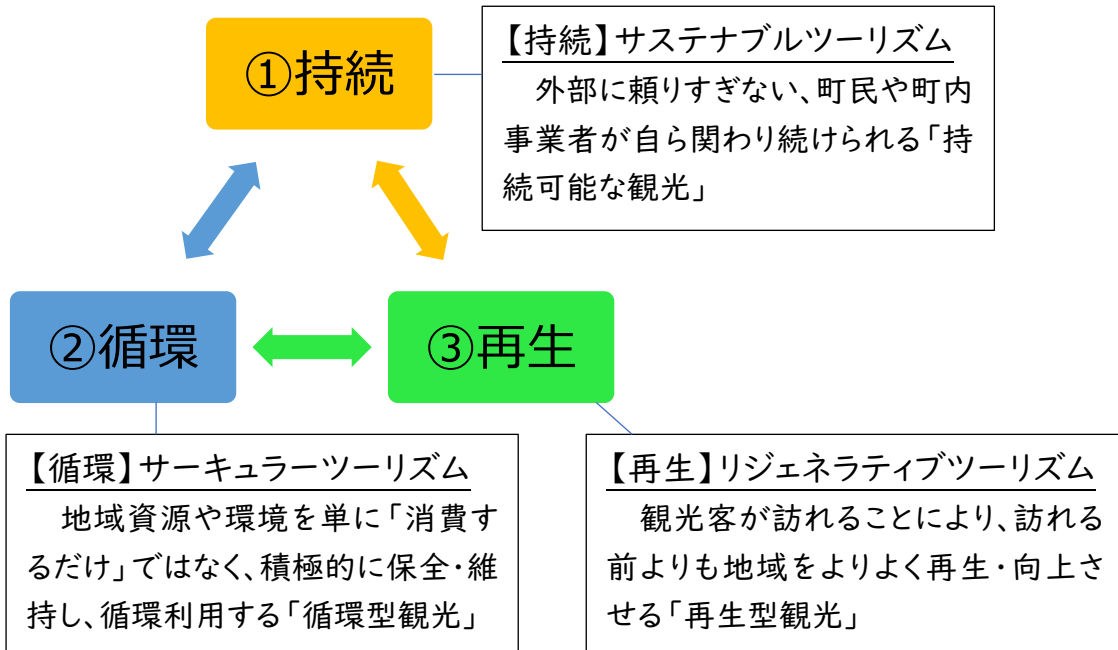 ①持続
【持続】サステナブルツーリズム
　外部に頼りすぎない、町民や町内
事業者が自ら関わり続けられる「持
続可能な観光」
②循環
③再生
【循環】サーキュラーツーリズム
　地域資源や環境を単に「消費す
るだけ」ではなく、積極的に保全・維
持し、循環利用する「循環型観光」
【再生】リジェネラティブツーリズム
　観光客が訪れることにより、訪れる
前よりも地域をよりよく再生・向上さ
せる「再生型観光」